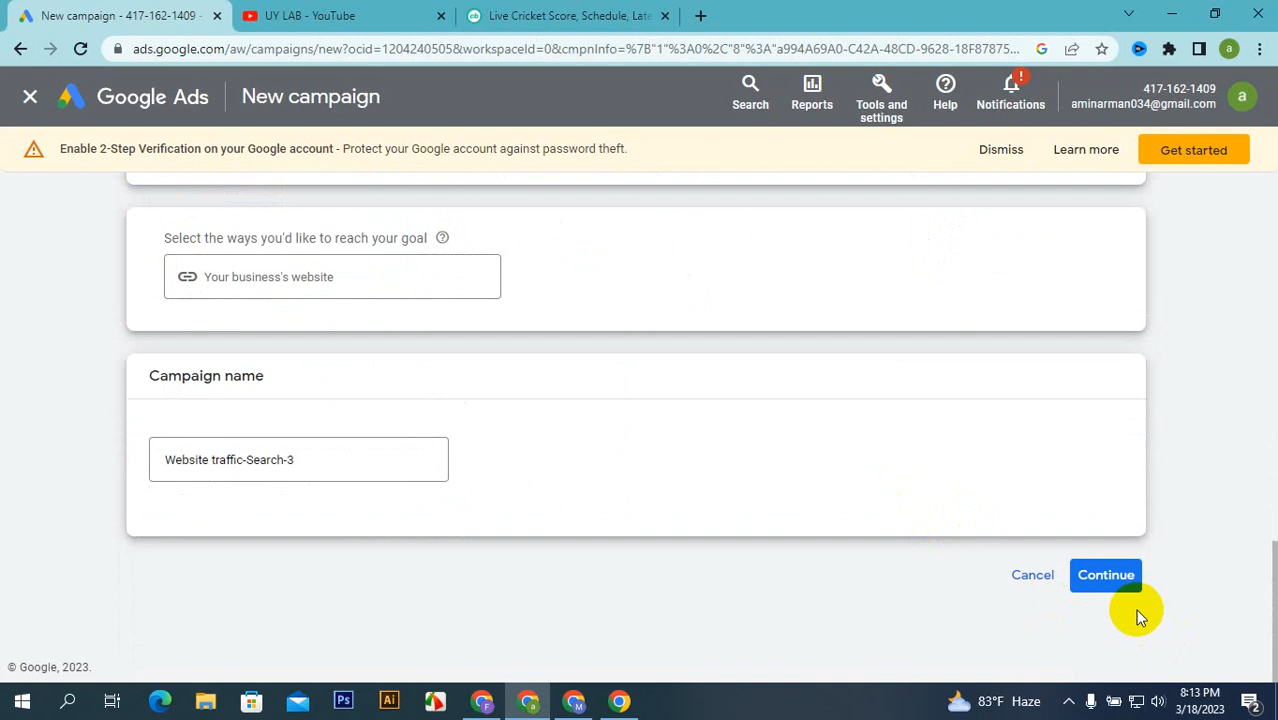 New campaign - 417-162-1409 -
UY LAB - YouTube
Live Cricket Score, Schedule, Late
ads.google.com/aw/campaigns/new?ocid=1204240505&workspaceId=0&cmpnInfo=%7B"1"%3A0%2C"8"%3A"a994A69A0-C42A-48CD-9628-18F87875...
a
Google Ads
New campaign
Search
Reports
Tools and
settings
Help
!
Notifications
417-162-1409
aminarman034@gmail.com
a
Enable 2-Step Verification on your Google account - Protect your Google account against password theft.
Dismiss
Learn more
Get started
Select the ways you'd like to reach your goal
Your business's website
Campaign name
Website traffic-Search-3
Cancel
Continue
© Google, 2023.
Ps
Ai
F
a
M
83°F Haze
8:13 PM
3/18/2023
2